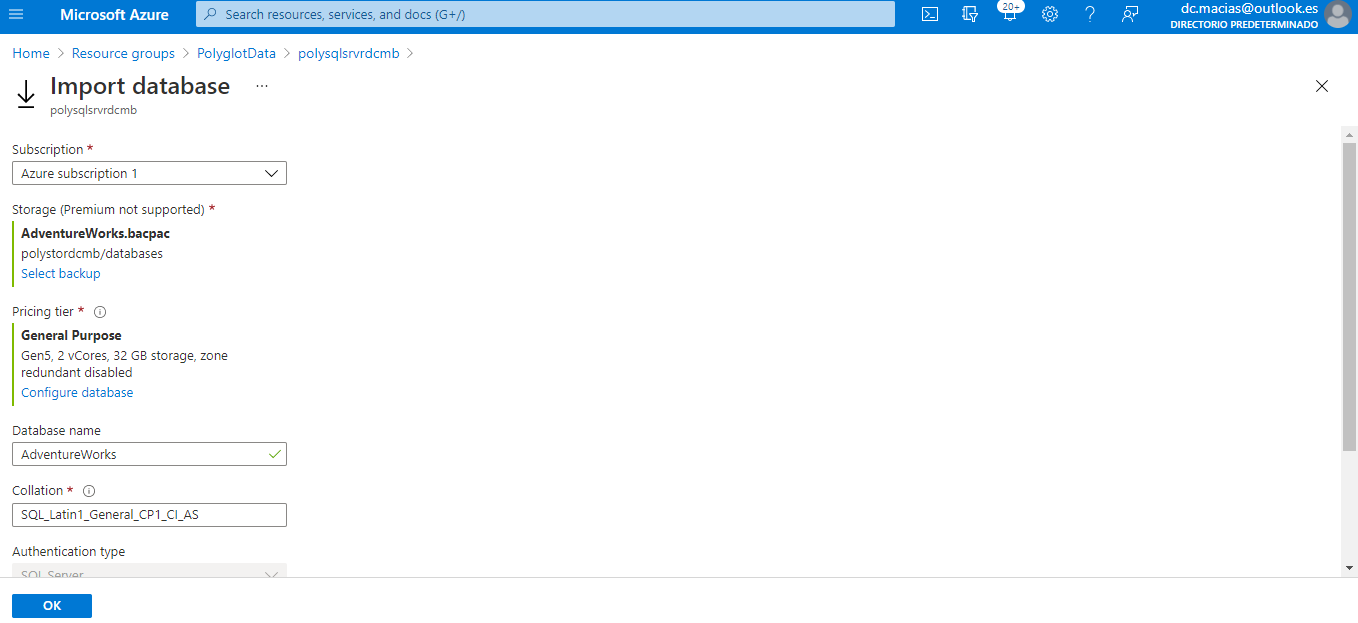 Microsoft Azure
Search resources, services, and docs (G+/)
20+
dc.macias@outlook.es
DIRECTORIO PREDETERMINADO
Home > Resource groups > PolyglotData > polysqlsrvrdcmb >
Import database ...
polysqlsrvrdcmb
Subscription *
Azure subscription 1
Storage (Premium not supported) *
AdventureWorks.bacpac
polystordcmb/databases
Select backup
Pricing tier *
General Purpose
Gen5, 2 vCores, 32 GB storage, zone
redundant disabled
Configure database
Database name
AdventureWorks
Collation *
SQL_Latin1_General_CP1_CI_AS
Authentication type
SQL Server
OK